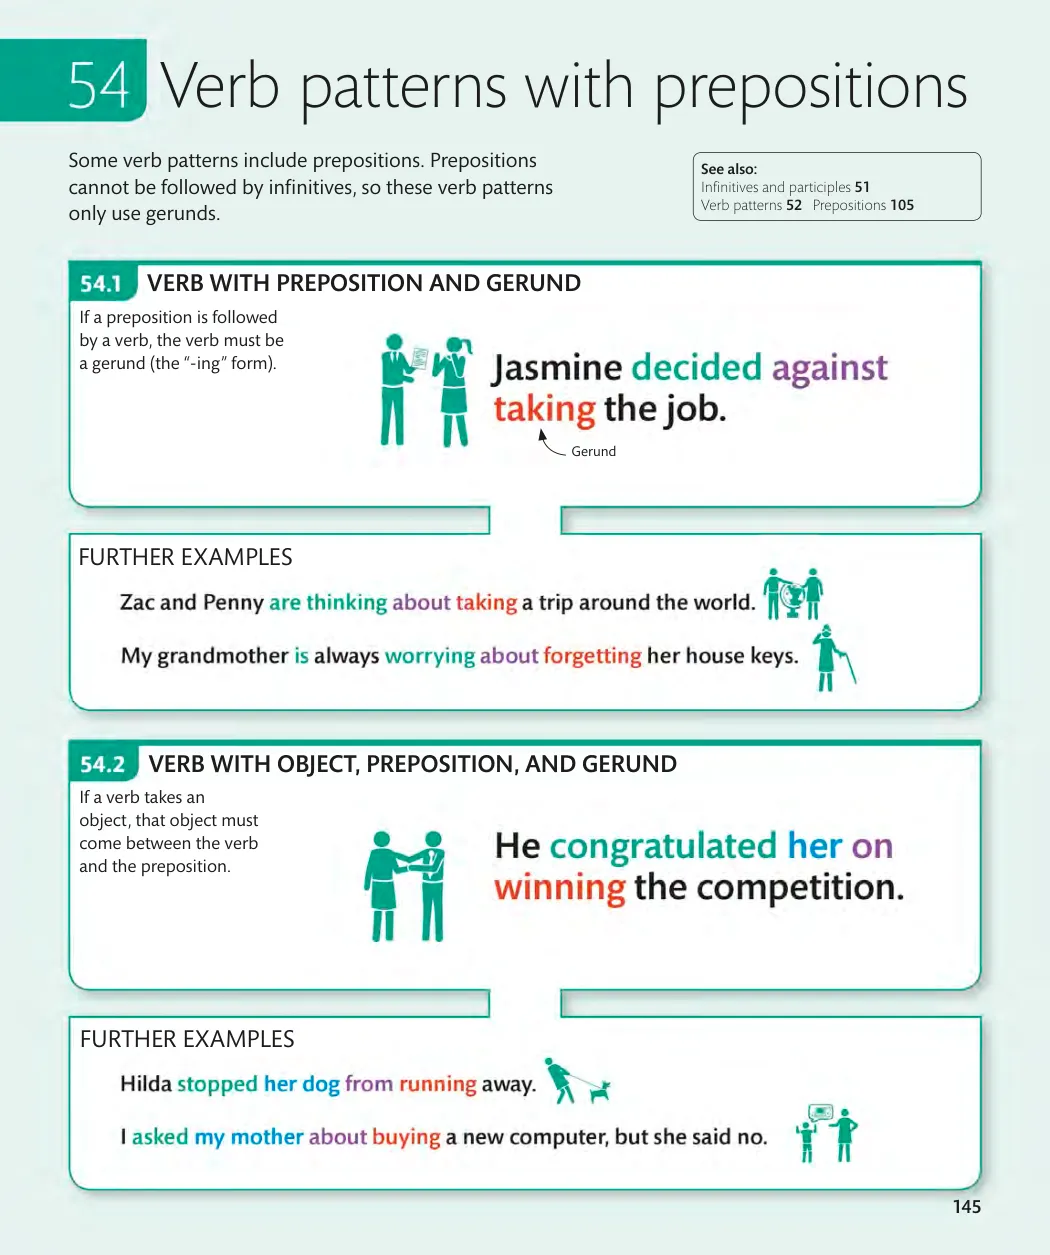 54 Verb patterns with prepositions
Some verb patterns include prepositions. Prepositions
cannot be followed by infinitives, so these verb patterns
only use gerunds.
See also:
Infinitives and participles 51
Verb patterns 52 Prepositions 105
54.1 VERB WITH PREPOSITION AND GERUND
If a preposition is followed
by a verb, the verb must be
a gerund (the “-ing” form).
Jasmine decided against
taking the job.
Gerund
FURTHER EXAMPLES
Zac and Penny are thinking about taking a trip around the world.
My grandmother is always worrying about forgetting her house keys.
54.2 VERB WITH OBJECT, PREPOSITION, AND GERUND
If a verb takes an
object, that object must
come between the verb
and the preposition.
He congratulated her on
winning the competition.
FURTHER EXAMPLES
Hilda stopped her dog from running away.
I asked my mother about buying a new computer, but she said no.
145